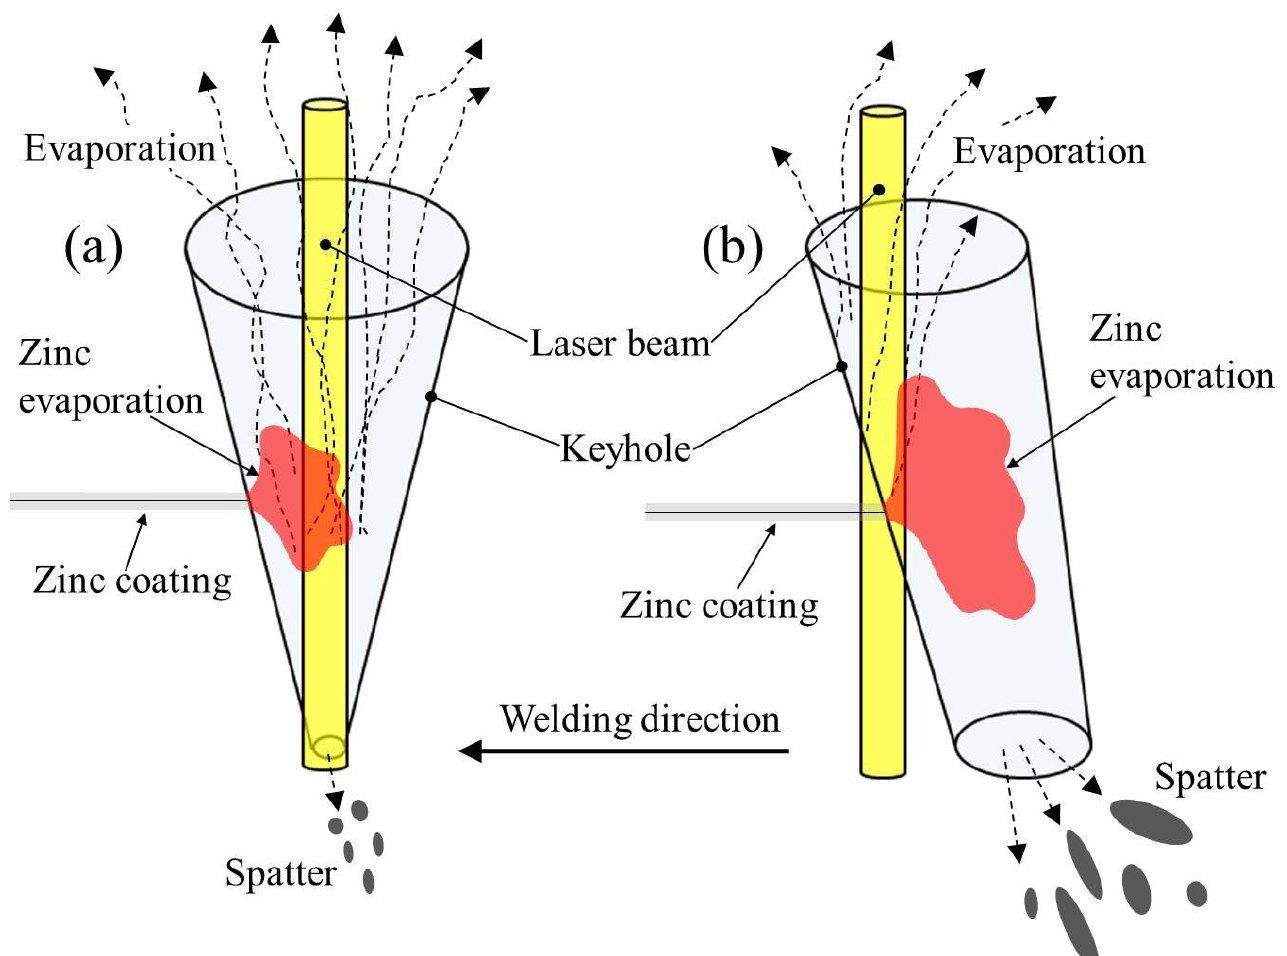 Evaporation
Evaporation
(a)
(b)
Laser beam
Zinc
evaporation
Zinc
evaporation
Keyhole
Zinc coating
Zinc coating
Welding direction
Spatter
Spatter